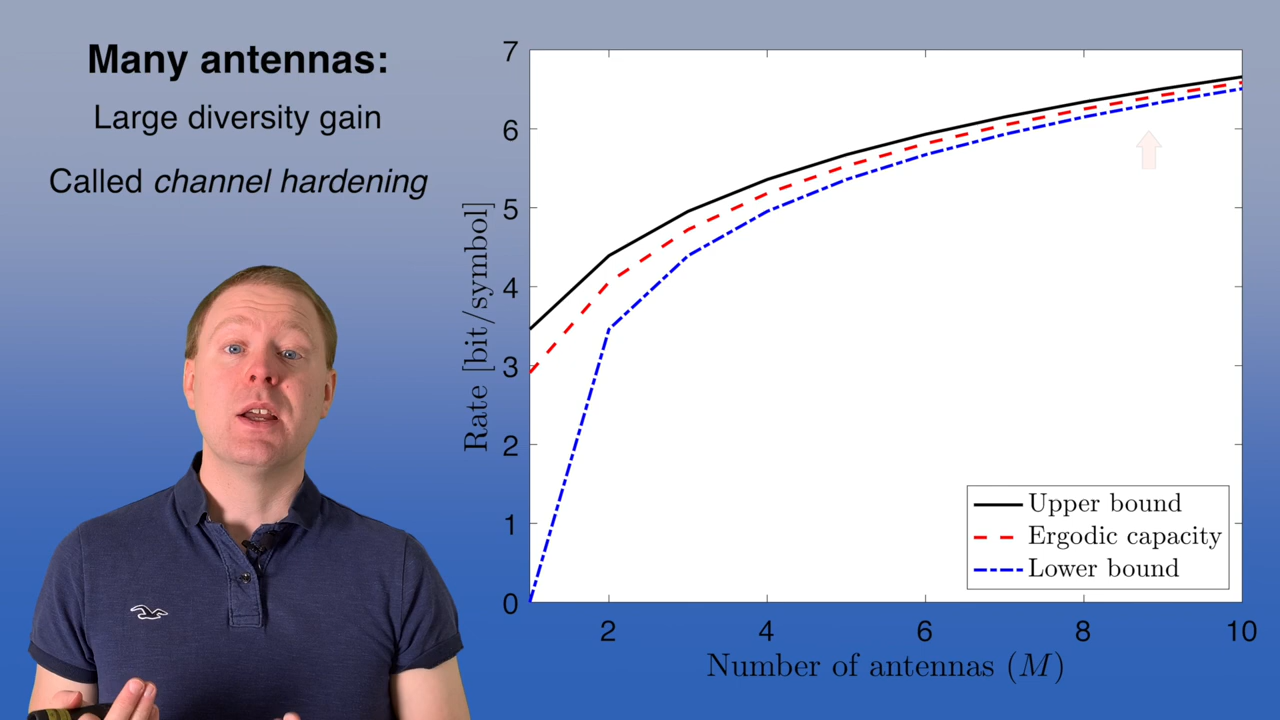 Many antennas:
Large diversity gain
Called channel hardening
7
6
5
4
3
2
1
0
Rate [bit/symbol]
2
4
6
8
10
Number of antennas (M)
Upper bound
Ergodic capacity
Lower bound